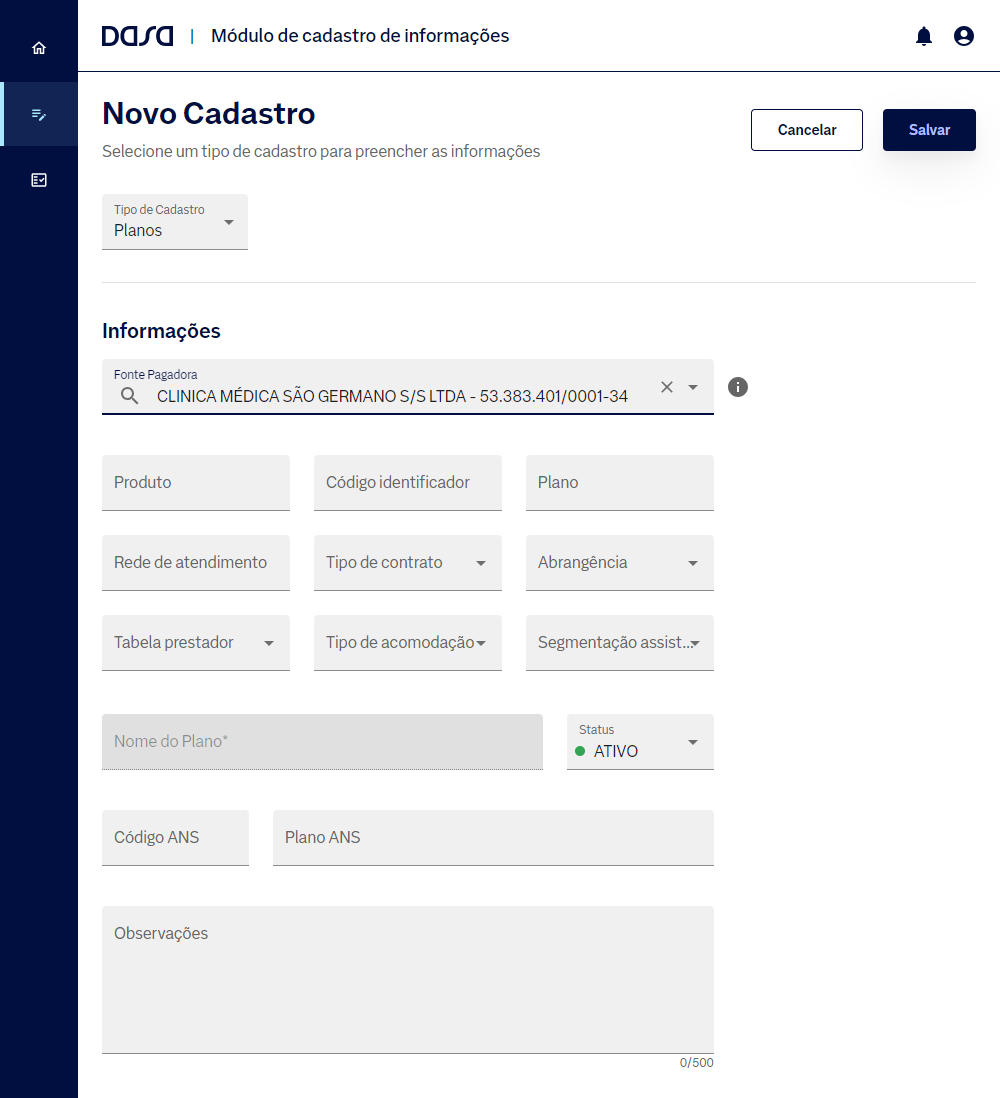 DASA | Módulo de cadastro de informações
Novo Cadastro
Cancelar
Salvar
Selecione um tipo de cadastro para preencher as informações
Tipo de Cadastro
Planos
Informações
Fonte Pagadora
CLINICA MÉDICA SÃO GERMANO S/S LTDA - 53.383.401/0001-34
Produto
Código identificador
Plano
Rede de atendimento
Tipo de contrato
Abrangência
Tabela prestador
Tipo de acomodação
Segmentação assist...
Nome do Plano*
Status
ATIVO
Código ANS
Plano ANS
Observações
0/500